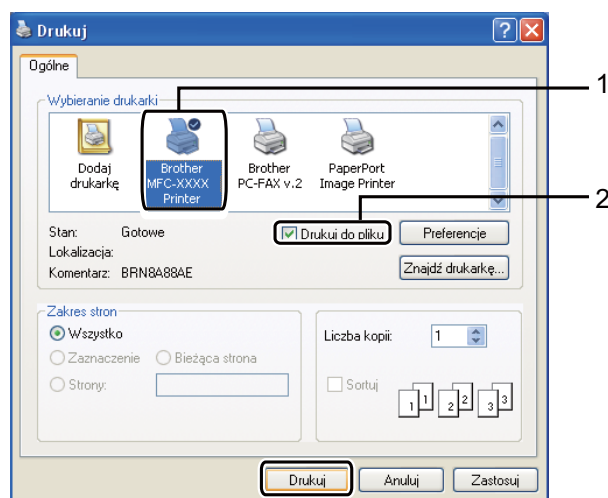 Drukuj
Ogólne
Wybieranie drukarki
1
Dodaj drukarkę
Brother MFC-XXXX Printer
Brother PC-FAX v.2
PaperPort Image Printer
2
Stan: Gotowe
Drukuj do pliku
Preferencje
Lokalizacja:
Komentarz: BRN8A88AE
Znajdź drukarkę...
Zakres stron
Wszystko
Zaznaczenie
Bieżąca strona
Strony:
Liczba kopii: 1
Sortuj
1 1 2 2 3 3
Drukuj
Anuluj
Zastosuj